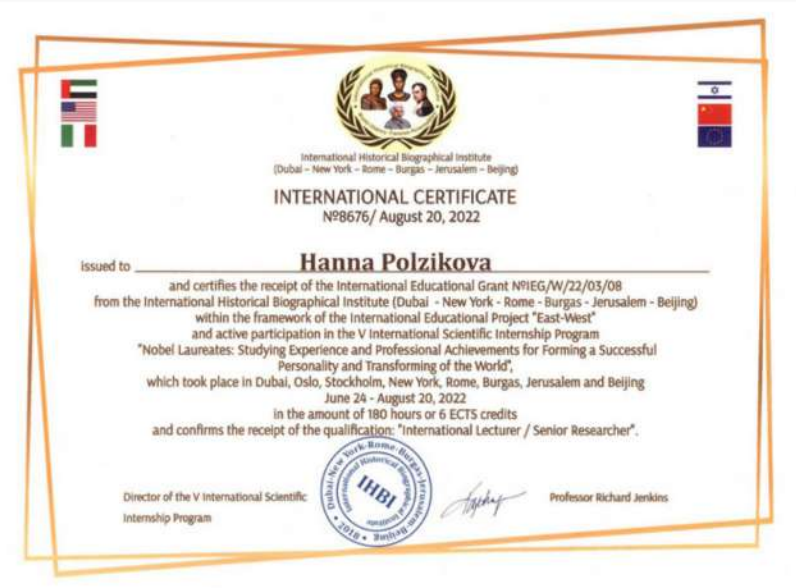 International Historical Biographical Institute
(Dubai – New York – Rome – Burgas – Jerusalem – Beijing)
INTERNATIONAL CERTIFICATE
№8676/ August 20, 2022
issued to Hanna Polzikova
and certifies the receipt of the International Educational Grant №IEG/W/22/03/08
from the International Historical Biographical Institute (Dubai - New York - Rome - Burgas - Jerusalem - Beijing)
within the framework of the International Educational Project "East-West"
and active participation in the V International Scientific Internship Program
"Nobel Laureates: Studying Experience and Professional Achievements for Forming a Successful
Personality and Transforming of the World",
which took place in Dubai, Oslo, Stockholm, New York, Rome, Burgas, Jerusalem and Beijing
June 24 - August 20, 2022
in the amount of 180 hours or 6 ECTS credits
and confirms the receipt of the qualification: "International Lecturer / Senior Researcher".
Dubai-New York-Rome-Burgas-Jerusalem-Beijing
International Historical Biographical Institute
IHBI
2018
Director of the V International Scientific
Internship Program
Professor Richard Jenkins